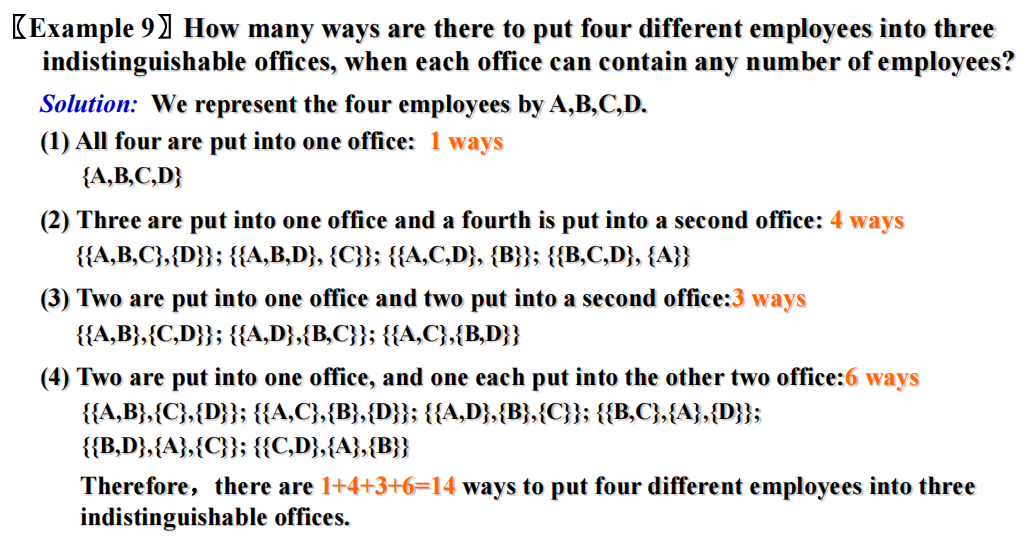 〖Example 9〗 How many ways are there to put four different employees into three
indistinguishable offices, when each office can contain any number of employees?
Solution: We represent the four employees by A,B,C,D.
(1) All four are put into one office: 1 ways
{A,B,C,D}
(2) Three are put into one office and a fourth is put into a second office: 4 ways
{{A,B,C},{D}}; {{A,B,D}, {C}}; {{A,C,D}, {B}}; {{B,C,D}, {A}}
(3) Two are put into one office and two put into a second office:3 ways
{{A,B},{C,D}}; {{A,D},{B,C}}; {{A,C},{B,D}}
(4) Two are put into one office, and one each put into the other two office:6 ways
{{A,B},{C},{D}}; {{A,C},{B},{D}}; {{A,D},{B},{C}}; {{B,C},{A},{D}};
{{B,D},{A},{C}}; {{C,D},{A},{B}}
Therefore，there are 1+4+3+6=14 ways to put four different employees into three
indistinguishable offices.